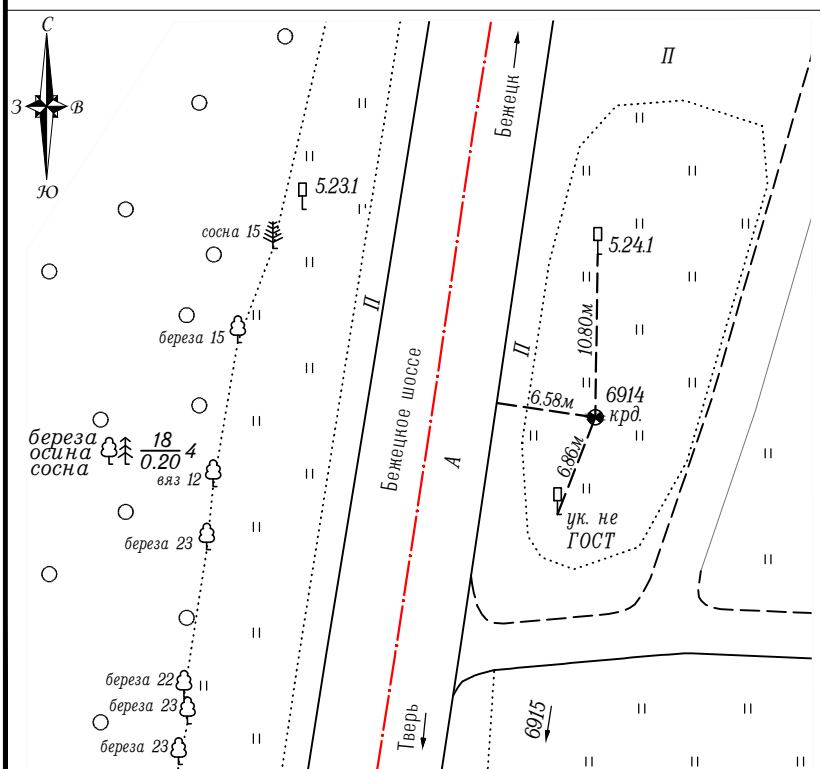 С
З В
Ю
Бежецк
П
5.23.1
сосна 15
5.24.1
береза 15
П
10.80м
П
Бежецкое шоссе
6914
крд.
6.58м
6.86м
береза
осина
сосна
18
0.20
4
вяз 12
А
ук. не
ГОСТ
береза 23
береза 22
береза 23
береза 23
Тверь
6915